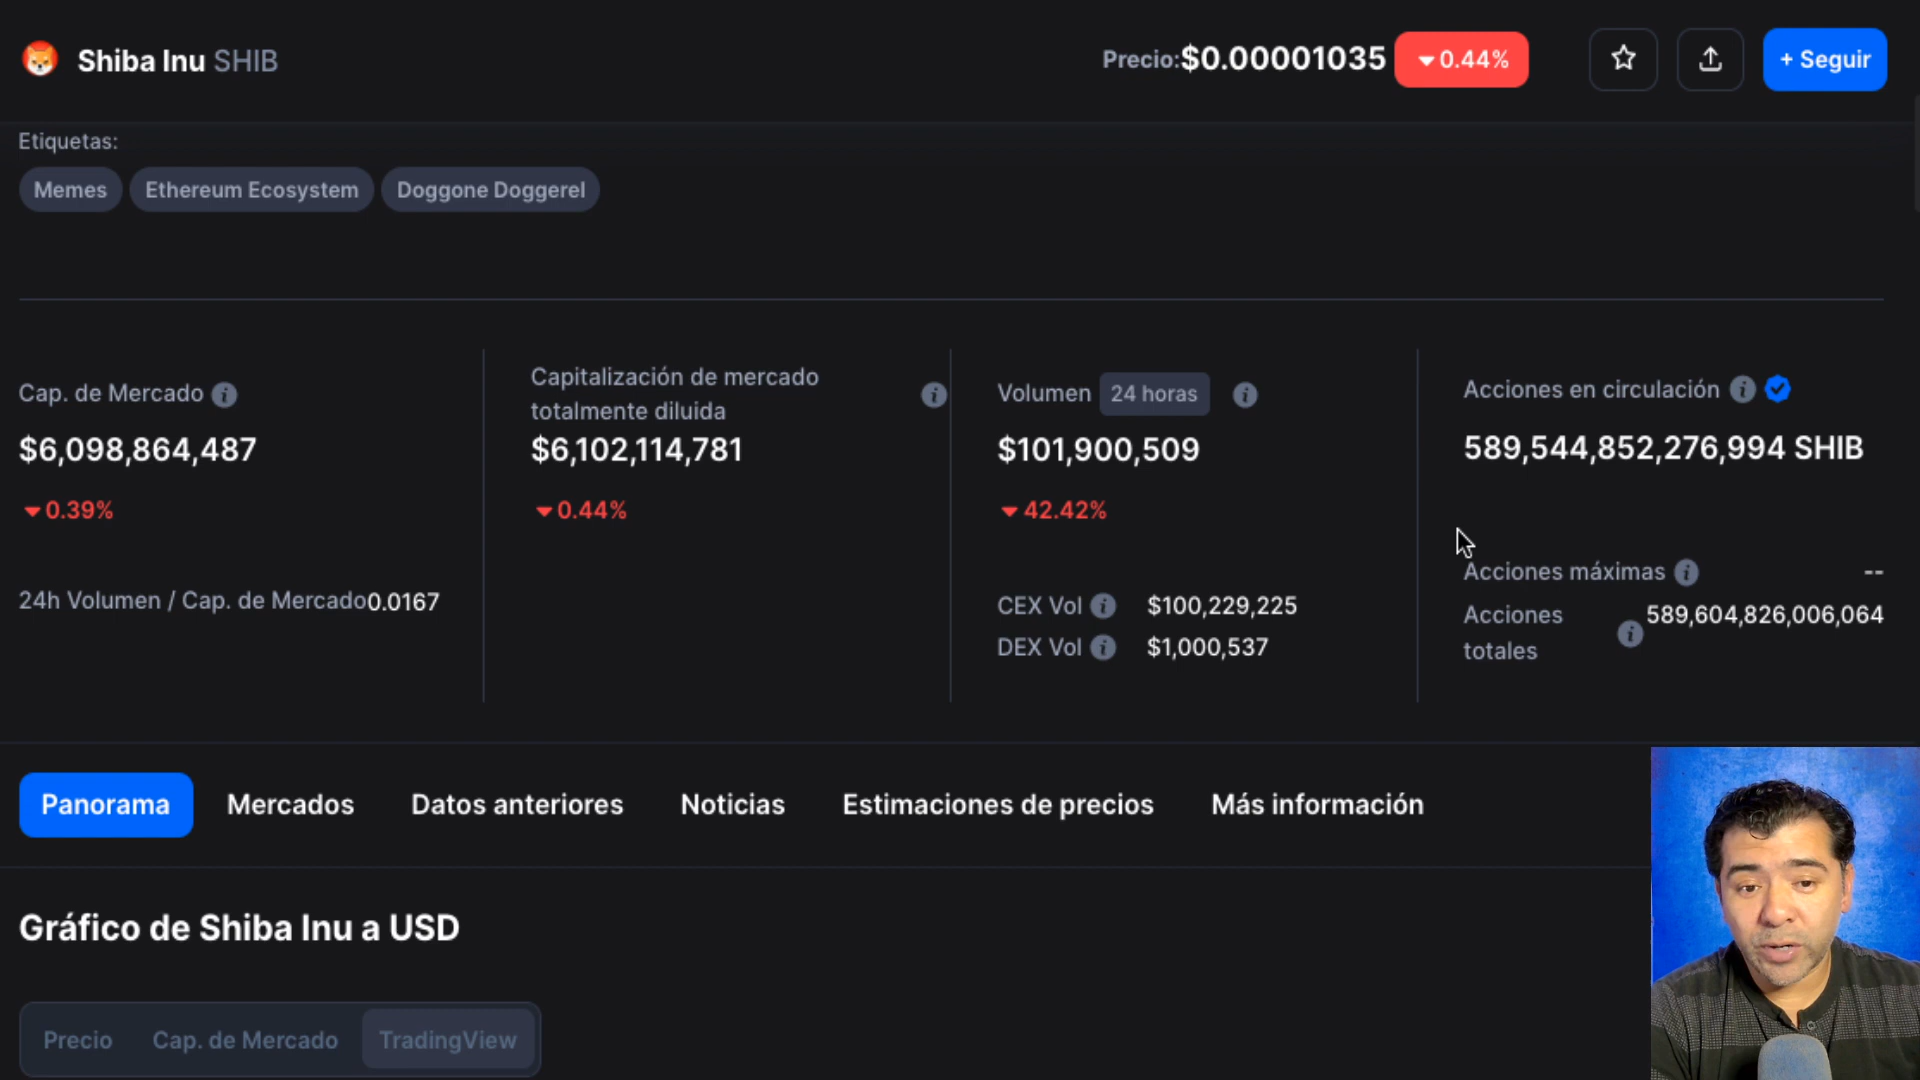 Shiba Inu SHIB
Precio:$0.00001035 0.44%
+ Seguir
Etiquetas:
Memes
Ethereum Ecosystem
Doggone Doggerel
Cap. de Mercado
$6,098,864,487
0.39%
24h Volumen / Cap. de Mercado 0.0167
Capitalización de mercado
totalmente diluida
$6,102,114,781
0.44%
Volumen 24 horas
$101,900,509
42.42%
CEX Vol $100,229,225
DEX Vol $1,000,537
Acciones en circulación
589,544,852,276,994 SHIB
Acciones máximas --
Acciones
totales
589,604,826,006,064
Panorama
Mercados
Datos anteriores
Noticias
Estimaciones de precios
Más información
Gráfico de Shiba Inu a USD
Precio
Cap. de Mercado
TradingView